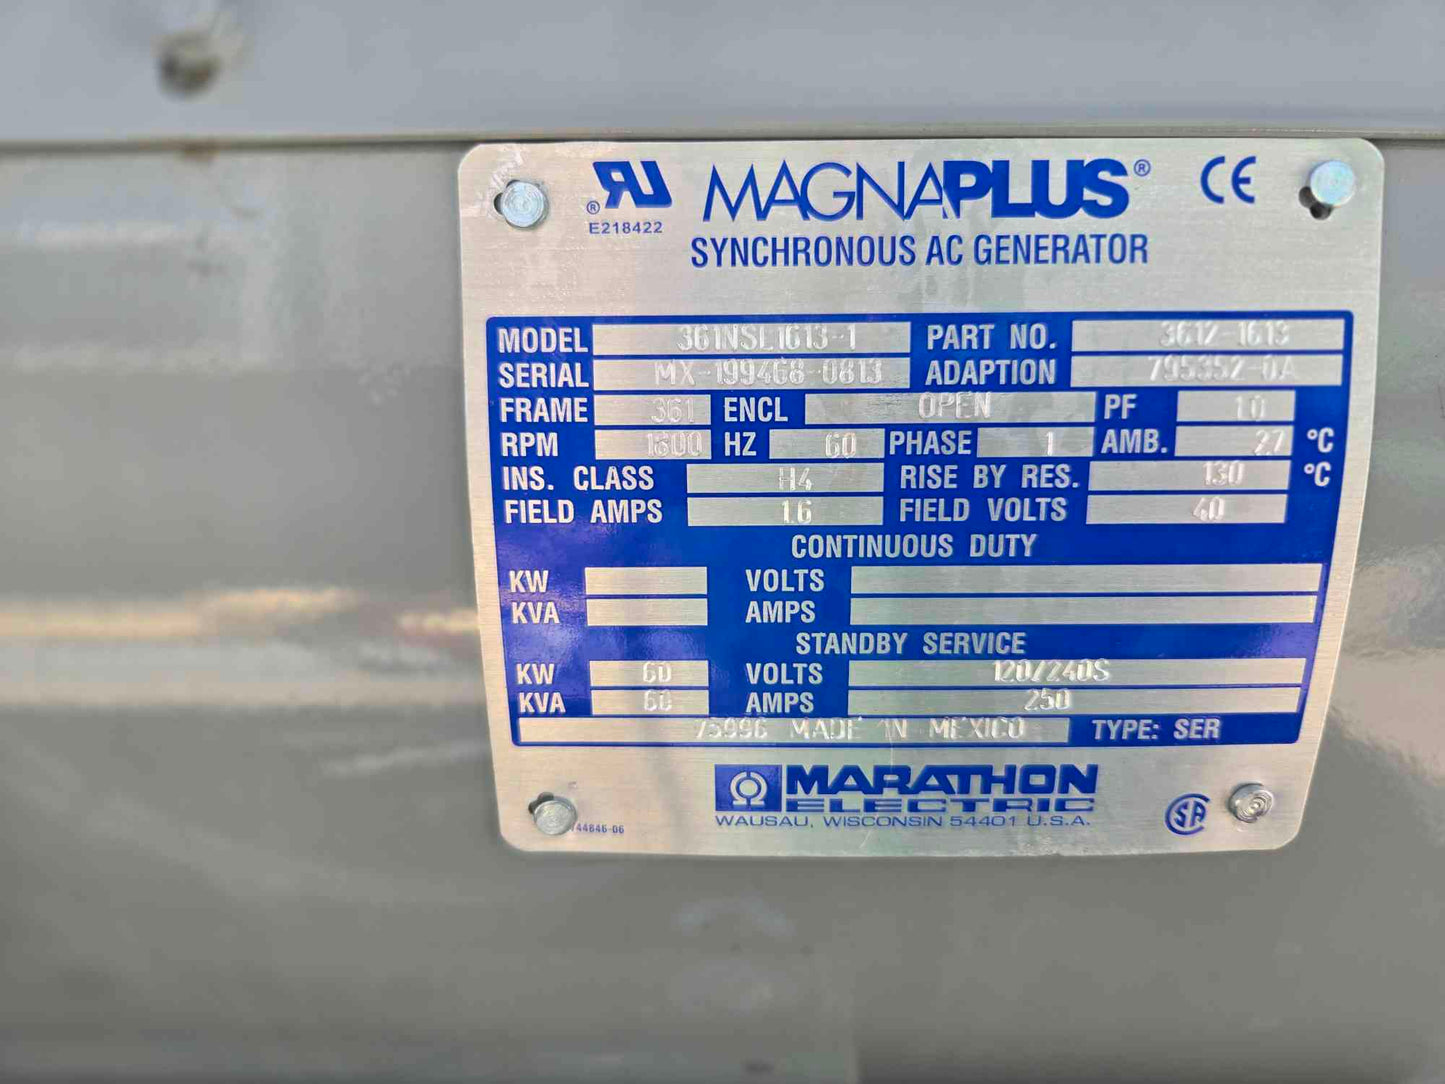 ® RU MAGNAPLUS® CE
E218422
SYNCHRONOUS AC GENERATOR
MODEL 361NSL1613-1 PART NO. 3612-1613
SERIAL MX-199468-0813 ADAPTION 795352-0A
FRAME 361 ENCL OPEN PF 1.0
RPM 1800 HZ 60 PHASE 1 AMB. 27 °C
INS. CLASS H4 RISE BY RES. 130 °C
FIELD AMPS 1.6 FIELD VOLTS 40
CONTINUOUS DUTY
KW VOLTS
KVA AMPS
STANDBY SERVICE
KW 60 VOLTS 120/240S
KVA 60 AMPS 250
75996 MADE IN MEXICO TYPE: SER
MARATHON
ELECTRIC
WAUSAU, WISCONSIN 54401 U.S.A.
SA